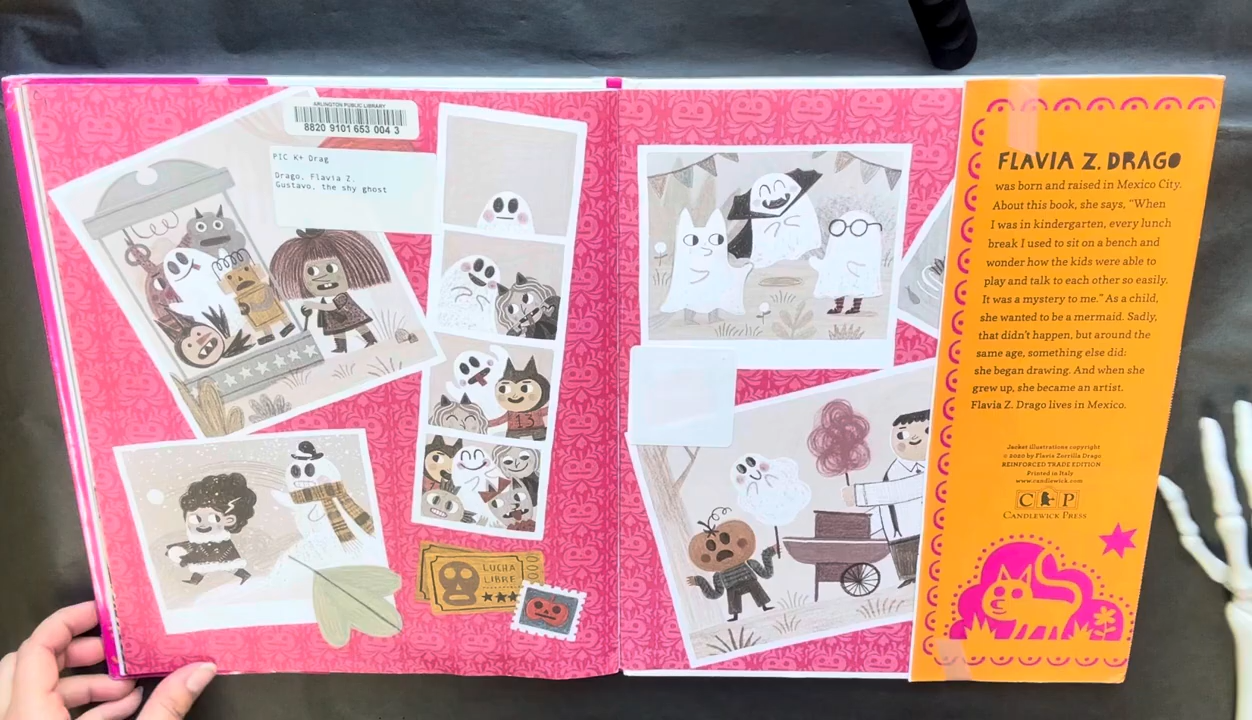 ARLINGTON PUBLIC LIBRARY
8820 9101 653 004 3
PIC K+ Drag
Drago, Flavia Z.
Gustavo, the shy ghost
13
LUCHA
LIBRE
FLAVIA Z. DRAGO
was born and raised in Mexico City.
About this book, she says, “When
I was in kindergarten, every lunch
break I used to sit on a bench and
wonder how the kids were able to
play and talk to each other so easily.
It was a mystery to me.” As a child,
she wanted to be a mermaid. Sadly,
that didn’t happen, but around the
same age, something else did:
she began drawing. And when she
grew up, she became an artist.
Flavia Z. Drago lives in Mexico.
Jacket illustrations copyright
© 2020 by Flavia Zorrilla Drago
REINFORCED TRADE EDITION
Printed in Italy
www.candlewick.com
C P
CANDLEWICK PRESS